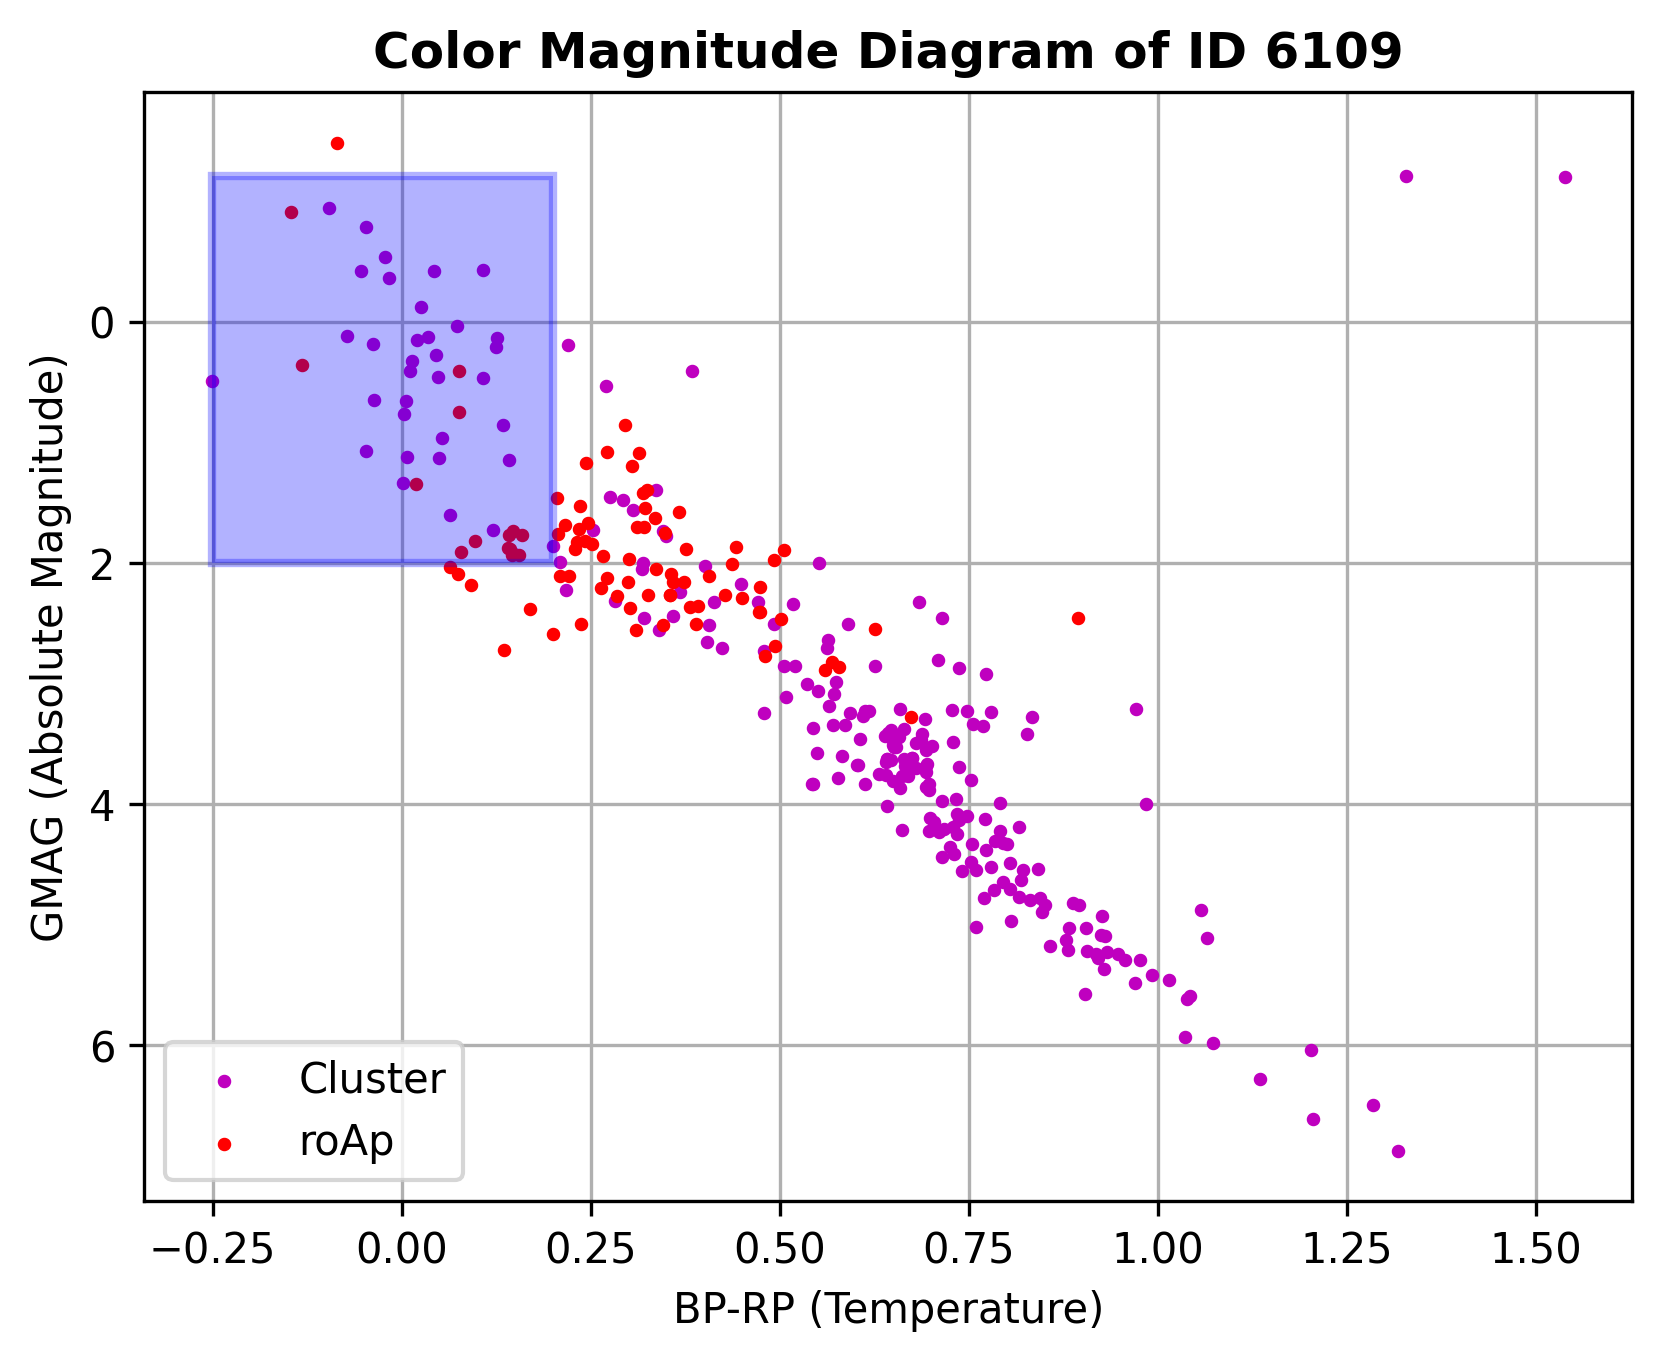 Color Magnitude Diagram of ID 6109
GMAG (Absolute Magnitude)
0
2
4
6
Cluster
roAp
−0.25 0.00 0.25 0.50 0.75 1.00 1.25 1.50
BP-RP (Temperature)